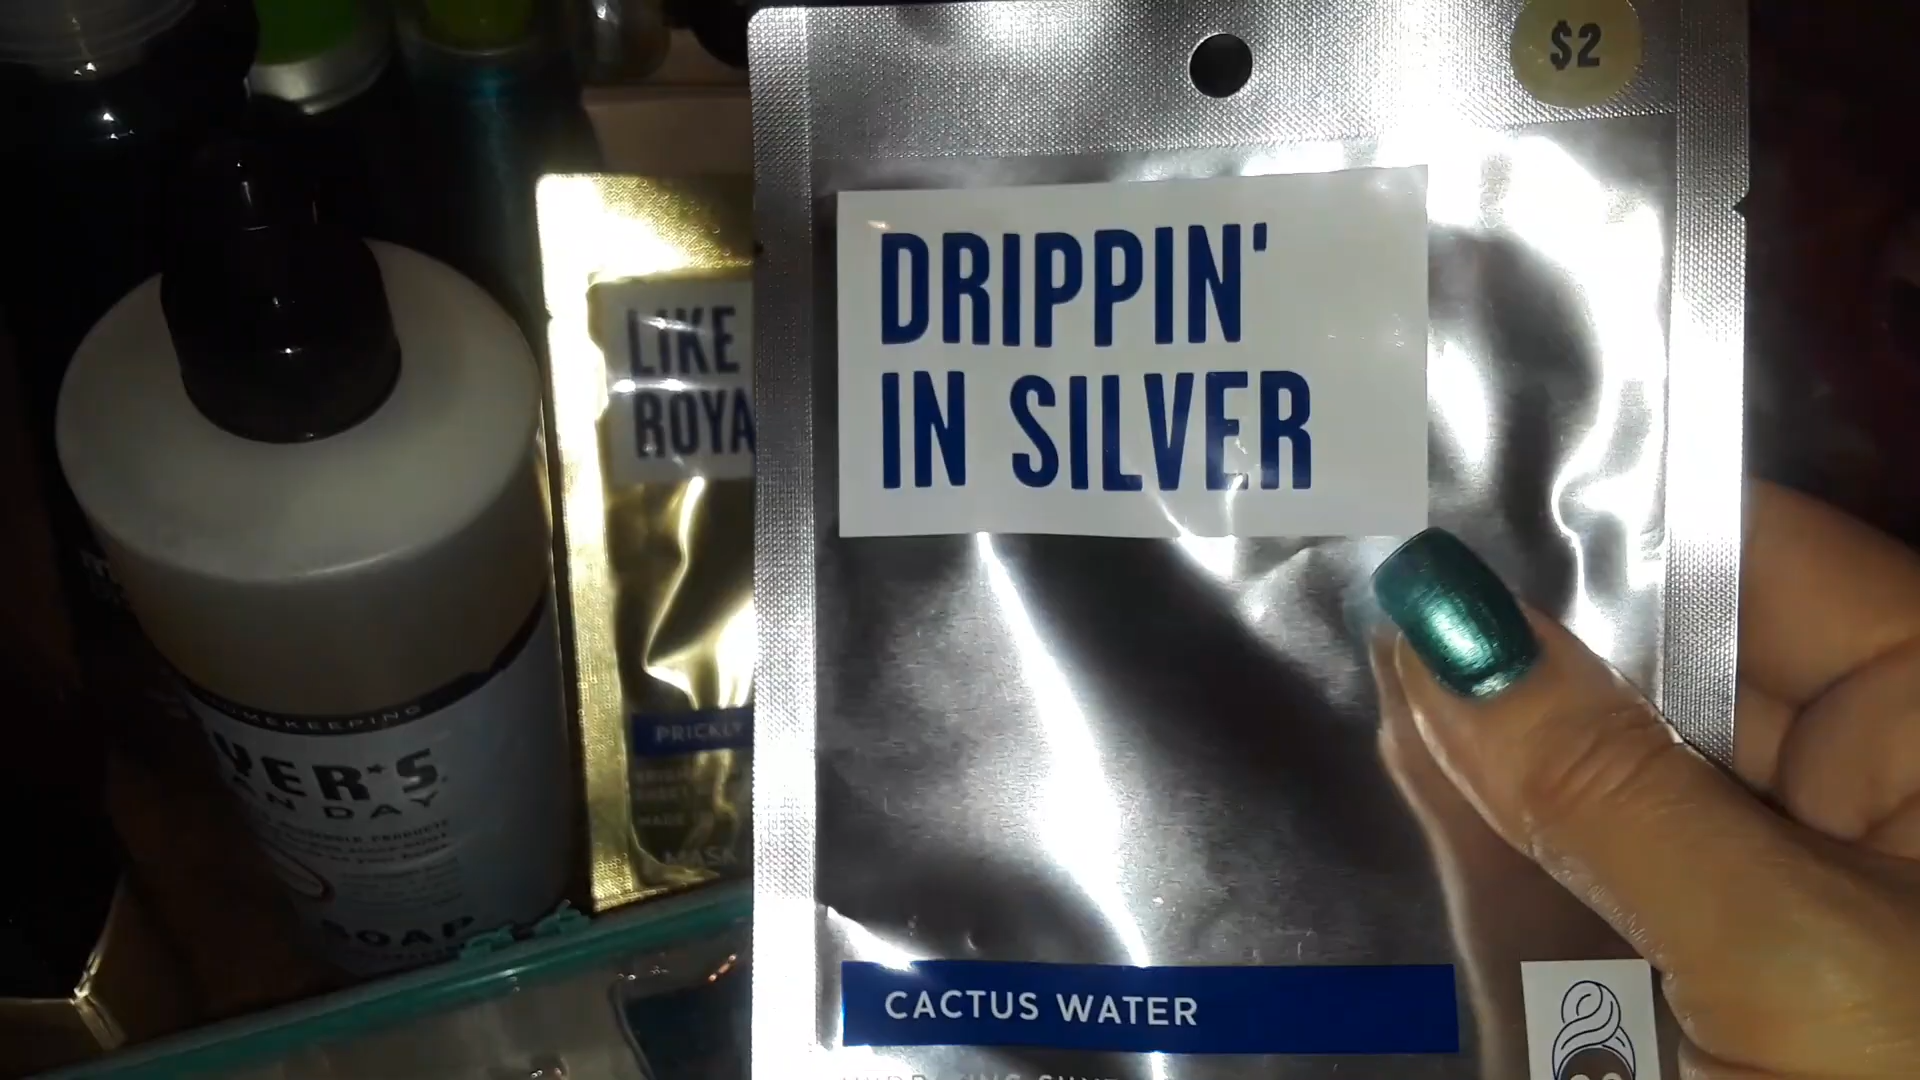 $2
DRIPPIN'
IN SILVER
CACTUS WATER
LIKE
ROYA
PRICKLY
MASK
HOMEKEEPING
YER'S
N DAY
SOAP